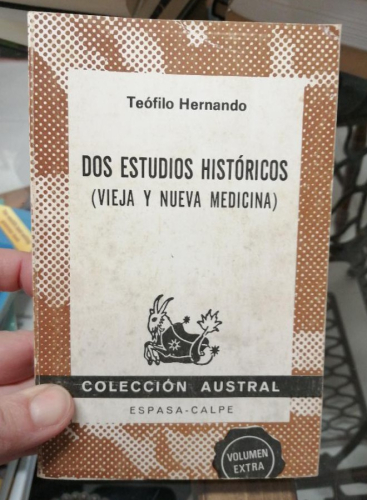 Teófilo Hernando
DOS ESTUDIOS HISTÓRICOS
(VIEJA Y NUEVA MEDICINA)
COLECCIÓN AUSTRAL
ESPASA-CALPE
VOLUMEN
EXTRA